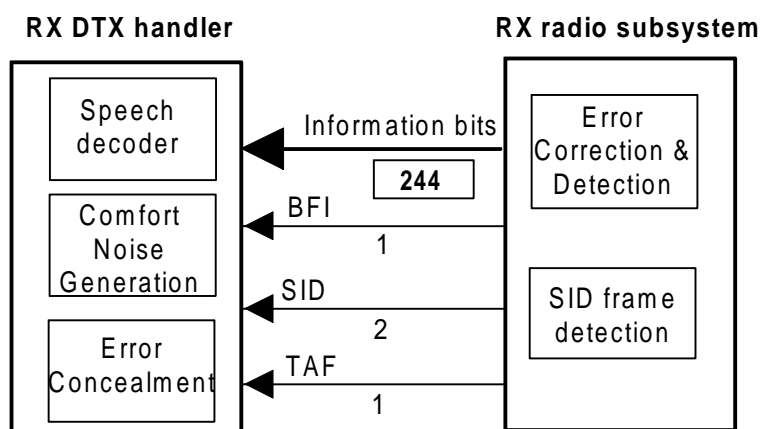 RX DTX handler
RX radio subsystem
Speech
decoder
Information bits
244
Error
Correction &
Detection
Comfort
Noise
Generation
BFI
1
SID
2
SID frame
detection
Error
Concealment
TAF
1